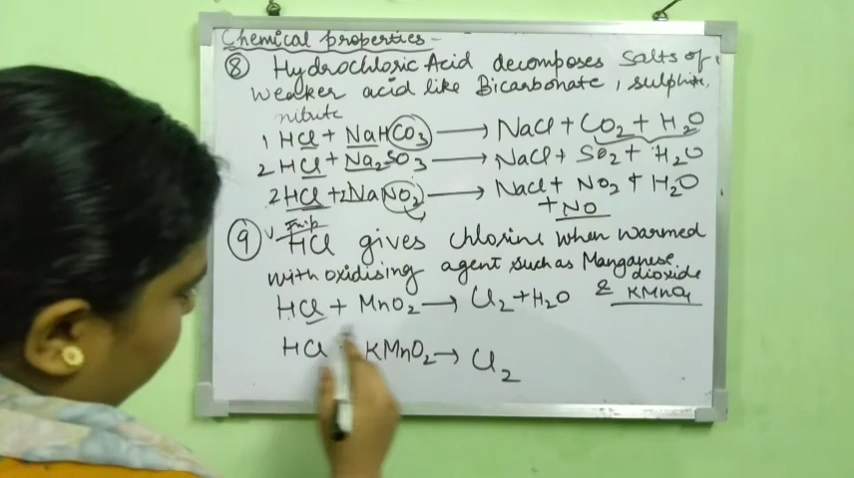 Chemical properties -
⑧ Hydrochloric Acid decomposes salts of
weaker acid like Bicarbonate, sulphite,
nitrite
1 HCl + NaHCO3 → NaCl + CO2 + H2O
2 HCl + Na2SO3 → NaCl + SO2 + H2O
2HCl + 2NaNO2 → NaCl + NO2 + H2O
+ NO
⑨ HCl gives chlorine when warmed
with oxidising agent such as Manganese
dioxide
HCl + MnO2 → Cl2 + H2O & KMnO4
HCl KMnO2 → Cl2